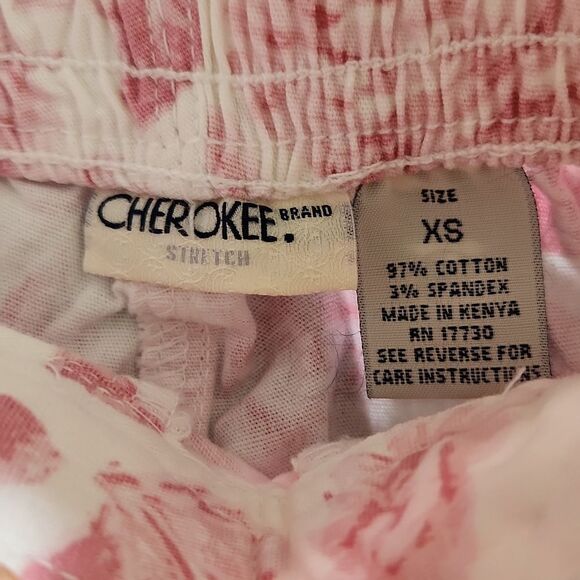 CHEROKEE. BRAND
STRETCH
SIZE
XS
97% COTTON
3% SPANDEX
MADE IN KENYA
RN 17730
SEE REVERSE FOR
CARE INSTRUCTIONS